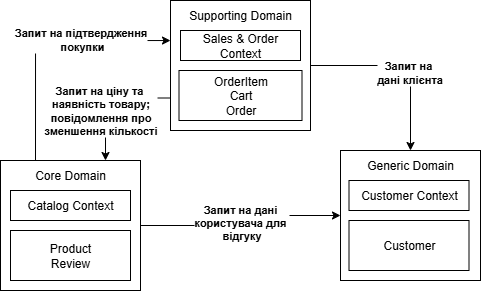 Supporting Domain
Sales & Order
Context
OrderItem
Cart
Order
Запит на підтвердження
покупки
Запит на ціну та
наявність товару;
повідомлення про
зменшення кількості
Запит на
дані клієнта
Core Domain
Catalog Context
Product
Review
Запит на дані
користувача для
відгуку
Generic Domain
Customer Context
Customer